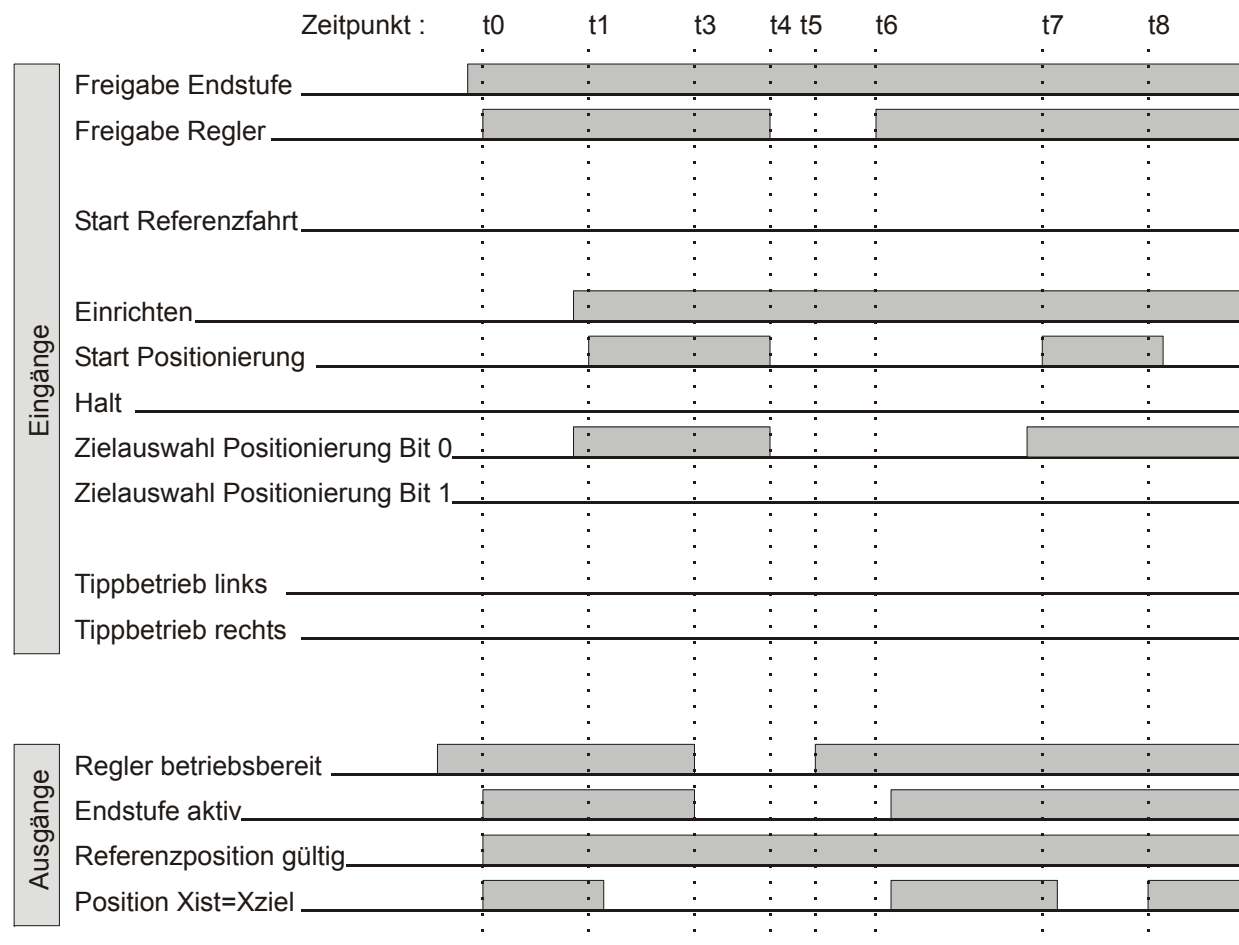 Zeitpunkt : t0 t1 t3 t4 t5 t6 t7 t8
Eingänge
Freigabe Endstufe
Freigabe Regler
Start Referenzfahrt
Einrichten
Start Positionierung
Halt
Zielauswahl Positionierung Bit 0
Zielauswahl Positionierung Bit 1
Tippbetrieb links
Tippbetrieb rechts
Ausgänge
Regler betriebsbereit
Endstufe aktiv
Referenzposition gültig
Position Xist=Xziel